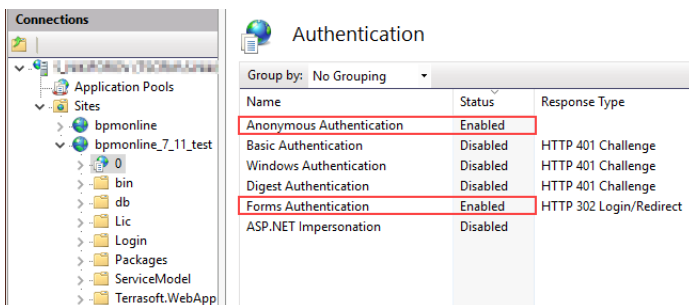 Connections
Application Pools
Sites
bpmonline
bpmonline_7_11_test
0
bin
db
Lic
Login
Packages
ServiceModel
Terrasoft.WebApp
Authentication
Group by: No Grouping
Name Status Response Type
Anonymous Authentication Enabled
Basic Authentication Disabled HTTP 401 Challenge
Windows Authentication Disabled HTTP 401 Challenge
Digest Authentication Disabled HTTP 401 Challenge
Forms Authentication Enabled HTTP 302 Login/Redirect
ASP.NET Impersonation Disabled